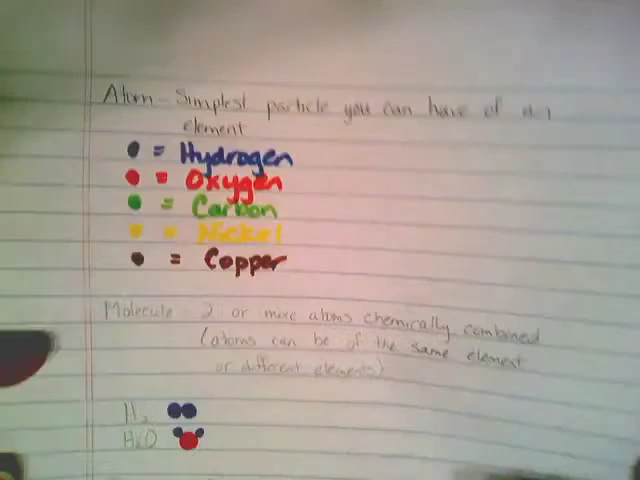 Atom - Simplest particle you can have of an
element
= Hydrogen
= Oxygen
= Carbon
= Nickel
= Copper
Molecule - 2 or more atoms chemically combined
(atoms can be of the same element
or different elements)
H₂
H₂O